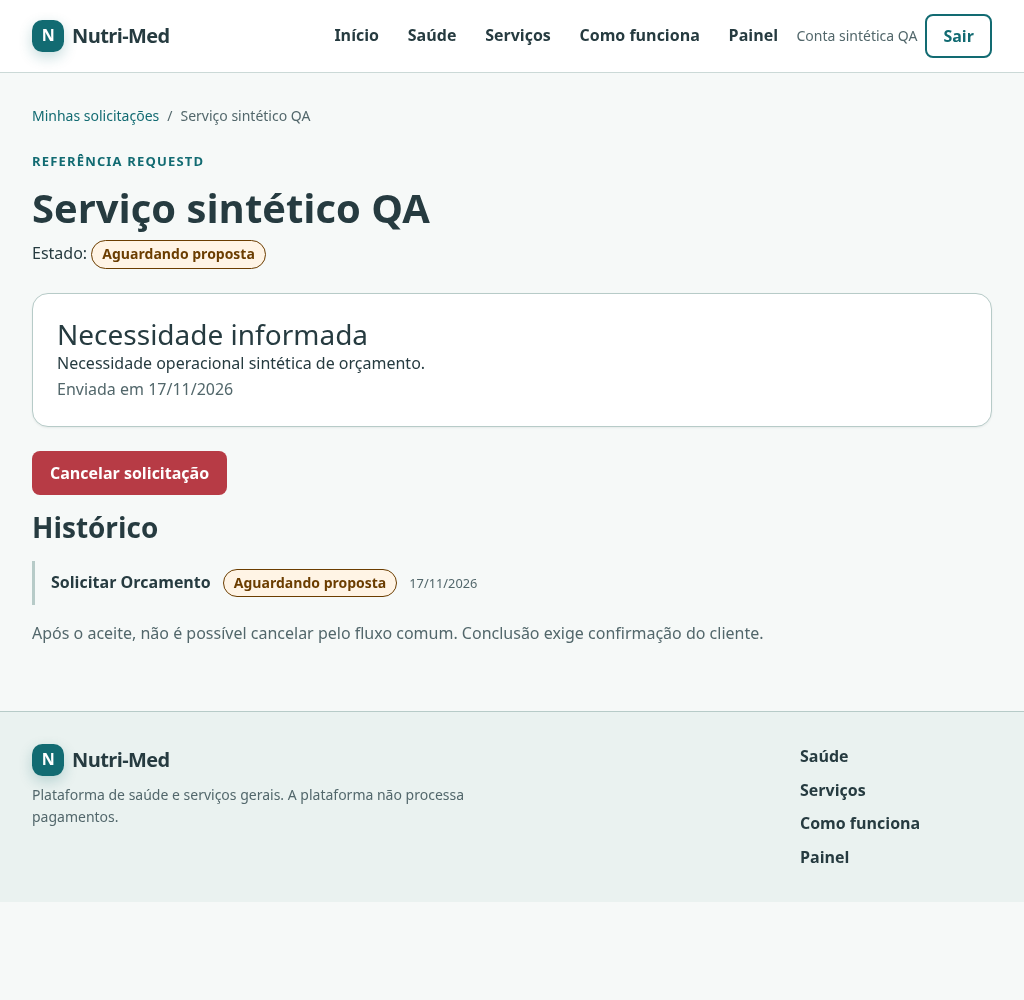 N Nutri-Med Início Saúde Serviços Como funciona Painel Conta sintética QA Sair
Minhas solicitações / Serviço sintético QA
REFERÊNCIA REQUESTD
Serviço sintético QA
Estado: Aguardando proposta
Necessidade informada
Necessidade operacional sintética de orçamento.
Enviada em 17/11/2026
Cancelar solicitação
Histórico
Solicitar Orcamento Aguardando proposta 17/11/2026
Após o aceite, não é possível cancelar pelo fluxo comum. Conclusão exige confirmação do cliente.
N Nutri-Med
Plataforma de saúde e serviços gerais. A plataforma não processa
pagamentos.
Saúde
Serviços
Como funciona
Painel